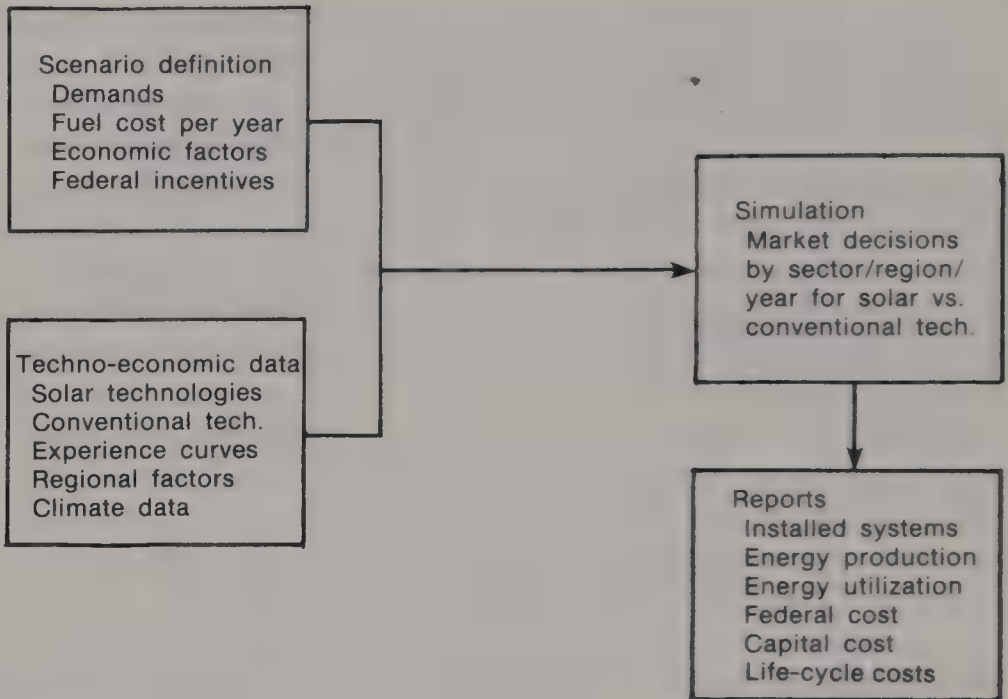 Scenario definition
Demands
Fuel cost per year
Economic factors
Federal incentives
Techno-economic data
Solar technologies
Conventional tech.
Experience curves
Regional factors
Climate data
Simulation
Market decisions
by sector/region/
year for solar vs.
conventional tech.
Reports
Installed systems
Energy production
Energy utilization
Federal cost
Capital cost
Life-cycle costs